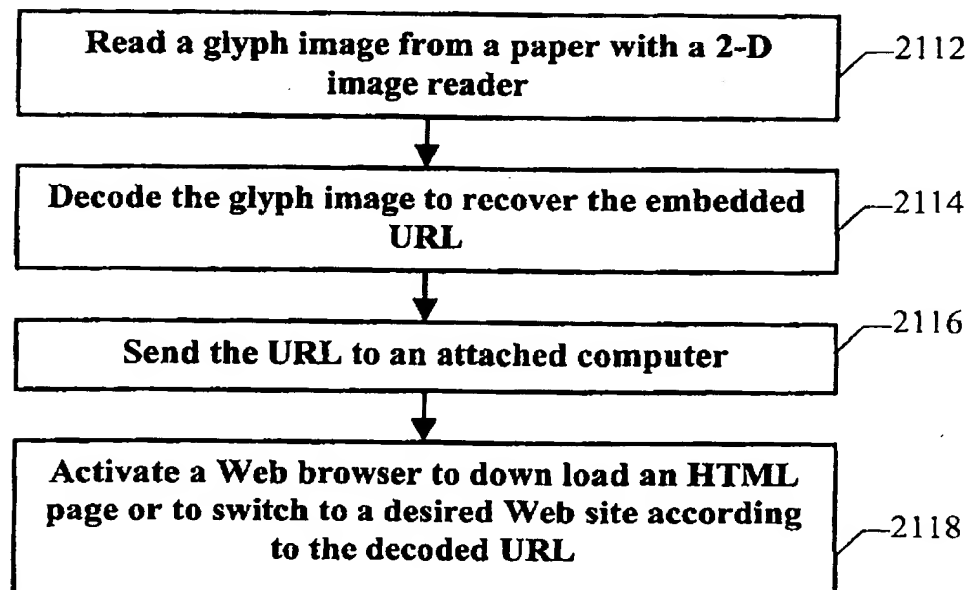 Read a glyph image from a paper with a 2-D
image reader
2112
Decode the glyph image to recover the embedded
URL
2114
Send the URL to an attached computer
2116
Activate a Web browser to down load an HTML
page or to switch to a desired Web site according
to the decoded URL
2118